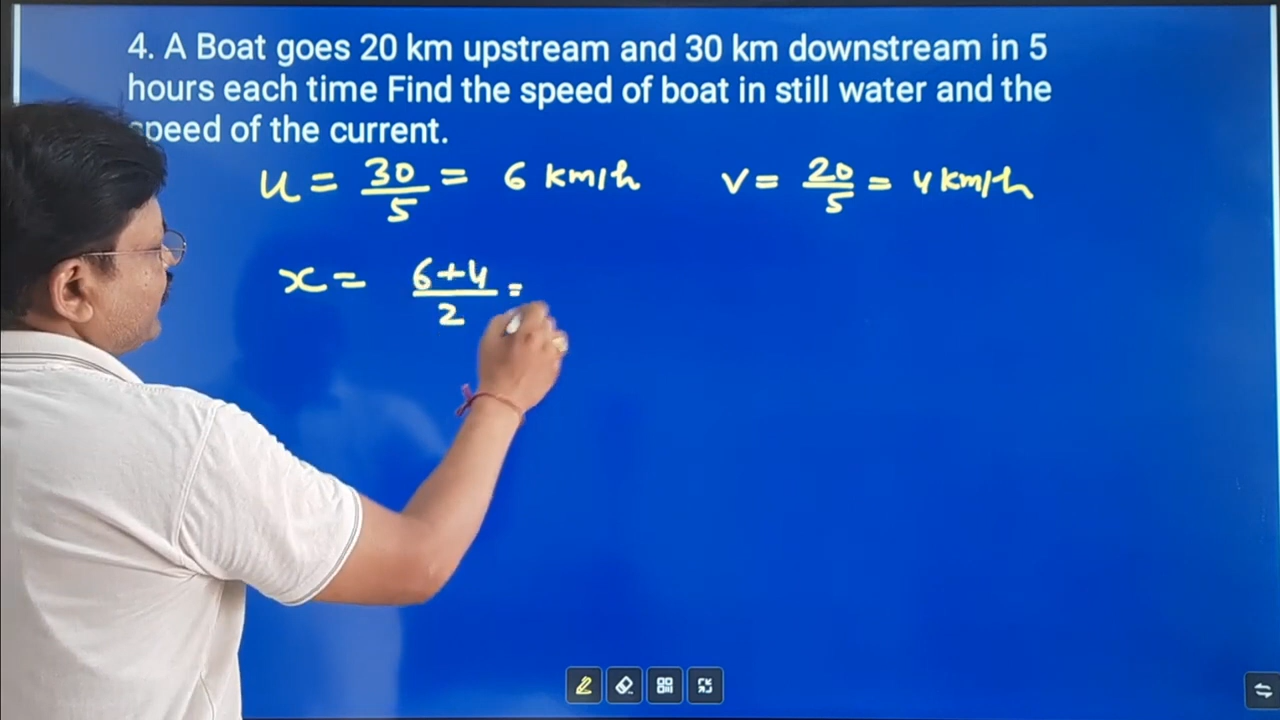 4. A Boat goes 20 km upstream and 30 km downstream in 5
hours each time Find the speed of boat in still water and the
speed of the current.
u = 30/5 = 6 km/h v = 20/5 = 4 km/h
x = 6+4/2 =